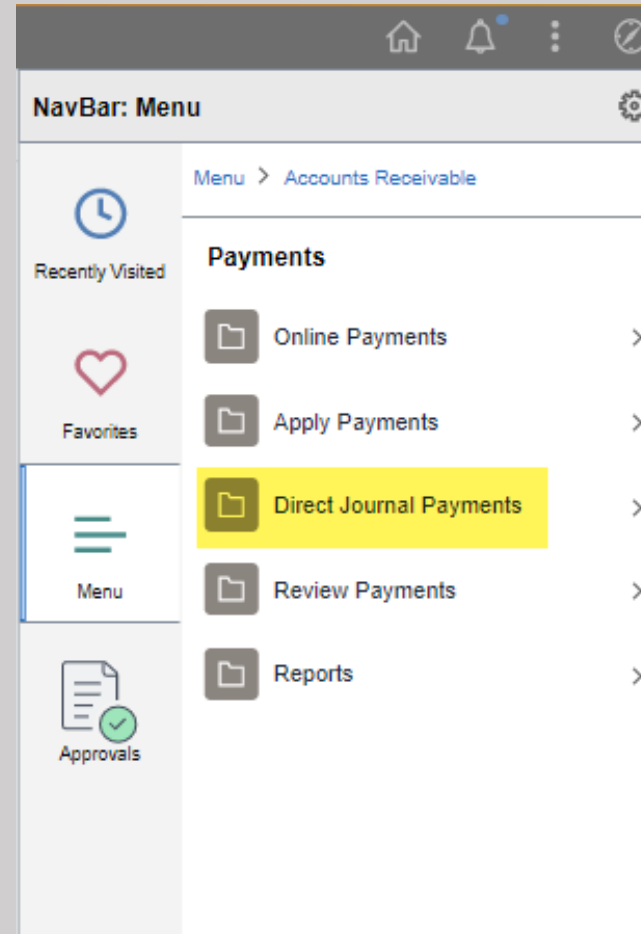 NavBar: Menu
Menu > Accounts Receivable
Recently Visited
Favorites
Menu
Approvals
Payments
Online Payments
Apply Payments
Direct Journal Payments
Review Payments
Reports